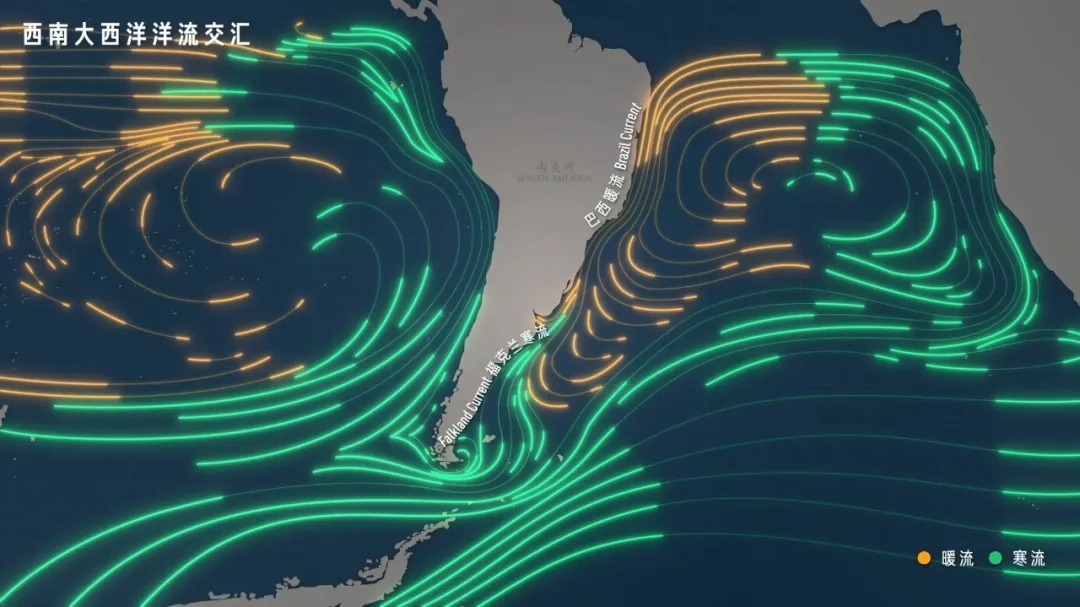 西南大西洋洋流交汇
南美洲
SOUTH AMERICA
巴西暖流 Brazil Current
Falkland Current 福克兰寒流
暖流 寒流